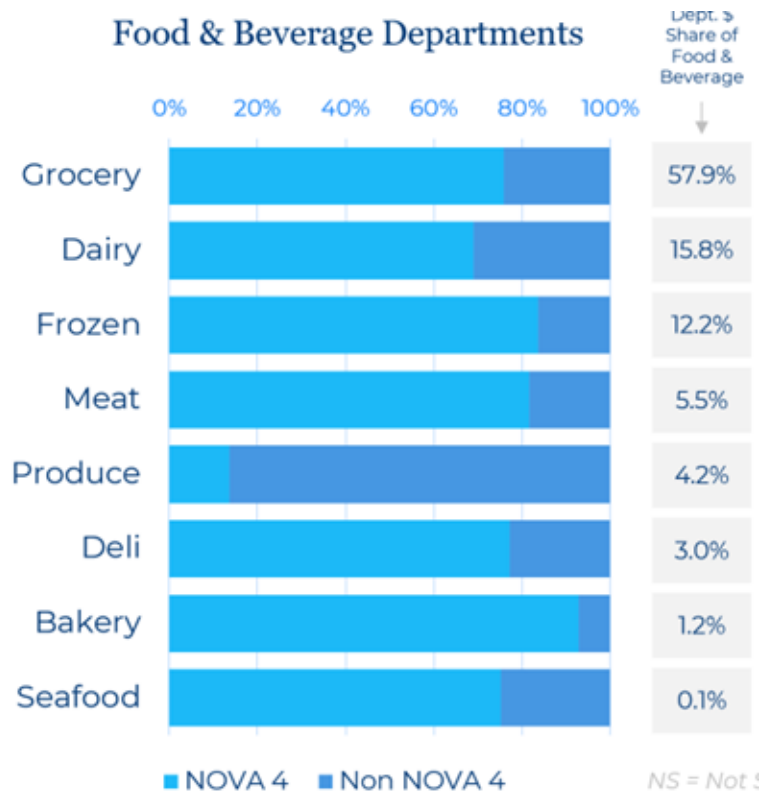 Food & Beverage Departments
Dept. $
Share of
Food &
Beverage
0% 20% 40% 60% 80% 100%
Grocery 57.9%
Dairy 15.8%
Frozen 12.2%
Meat 5.5%
Produce 4.2%
Deli 3.0%
Bakery 1.2%
Seafood 0.1%
NOVA 4 Non NOVA 4 NS = Not